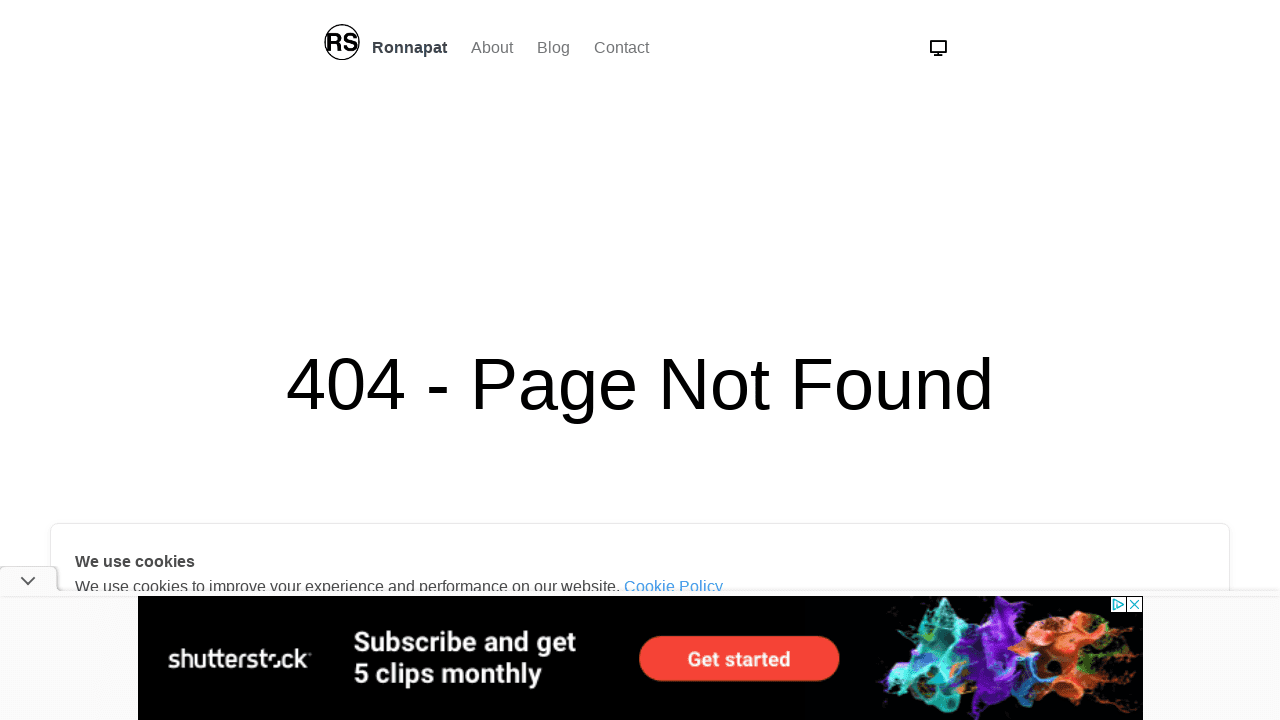 RS Ronnapat About Blog Contact
404 - Page Not Found
We use cookies
We use cookies to improve your experience and performance on our website. Cookie Policy
shutterstock
Subscribe and get
5 clips monthly
Get started